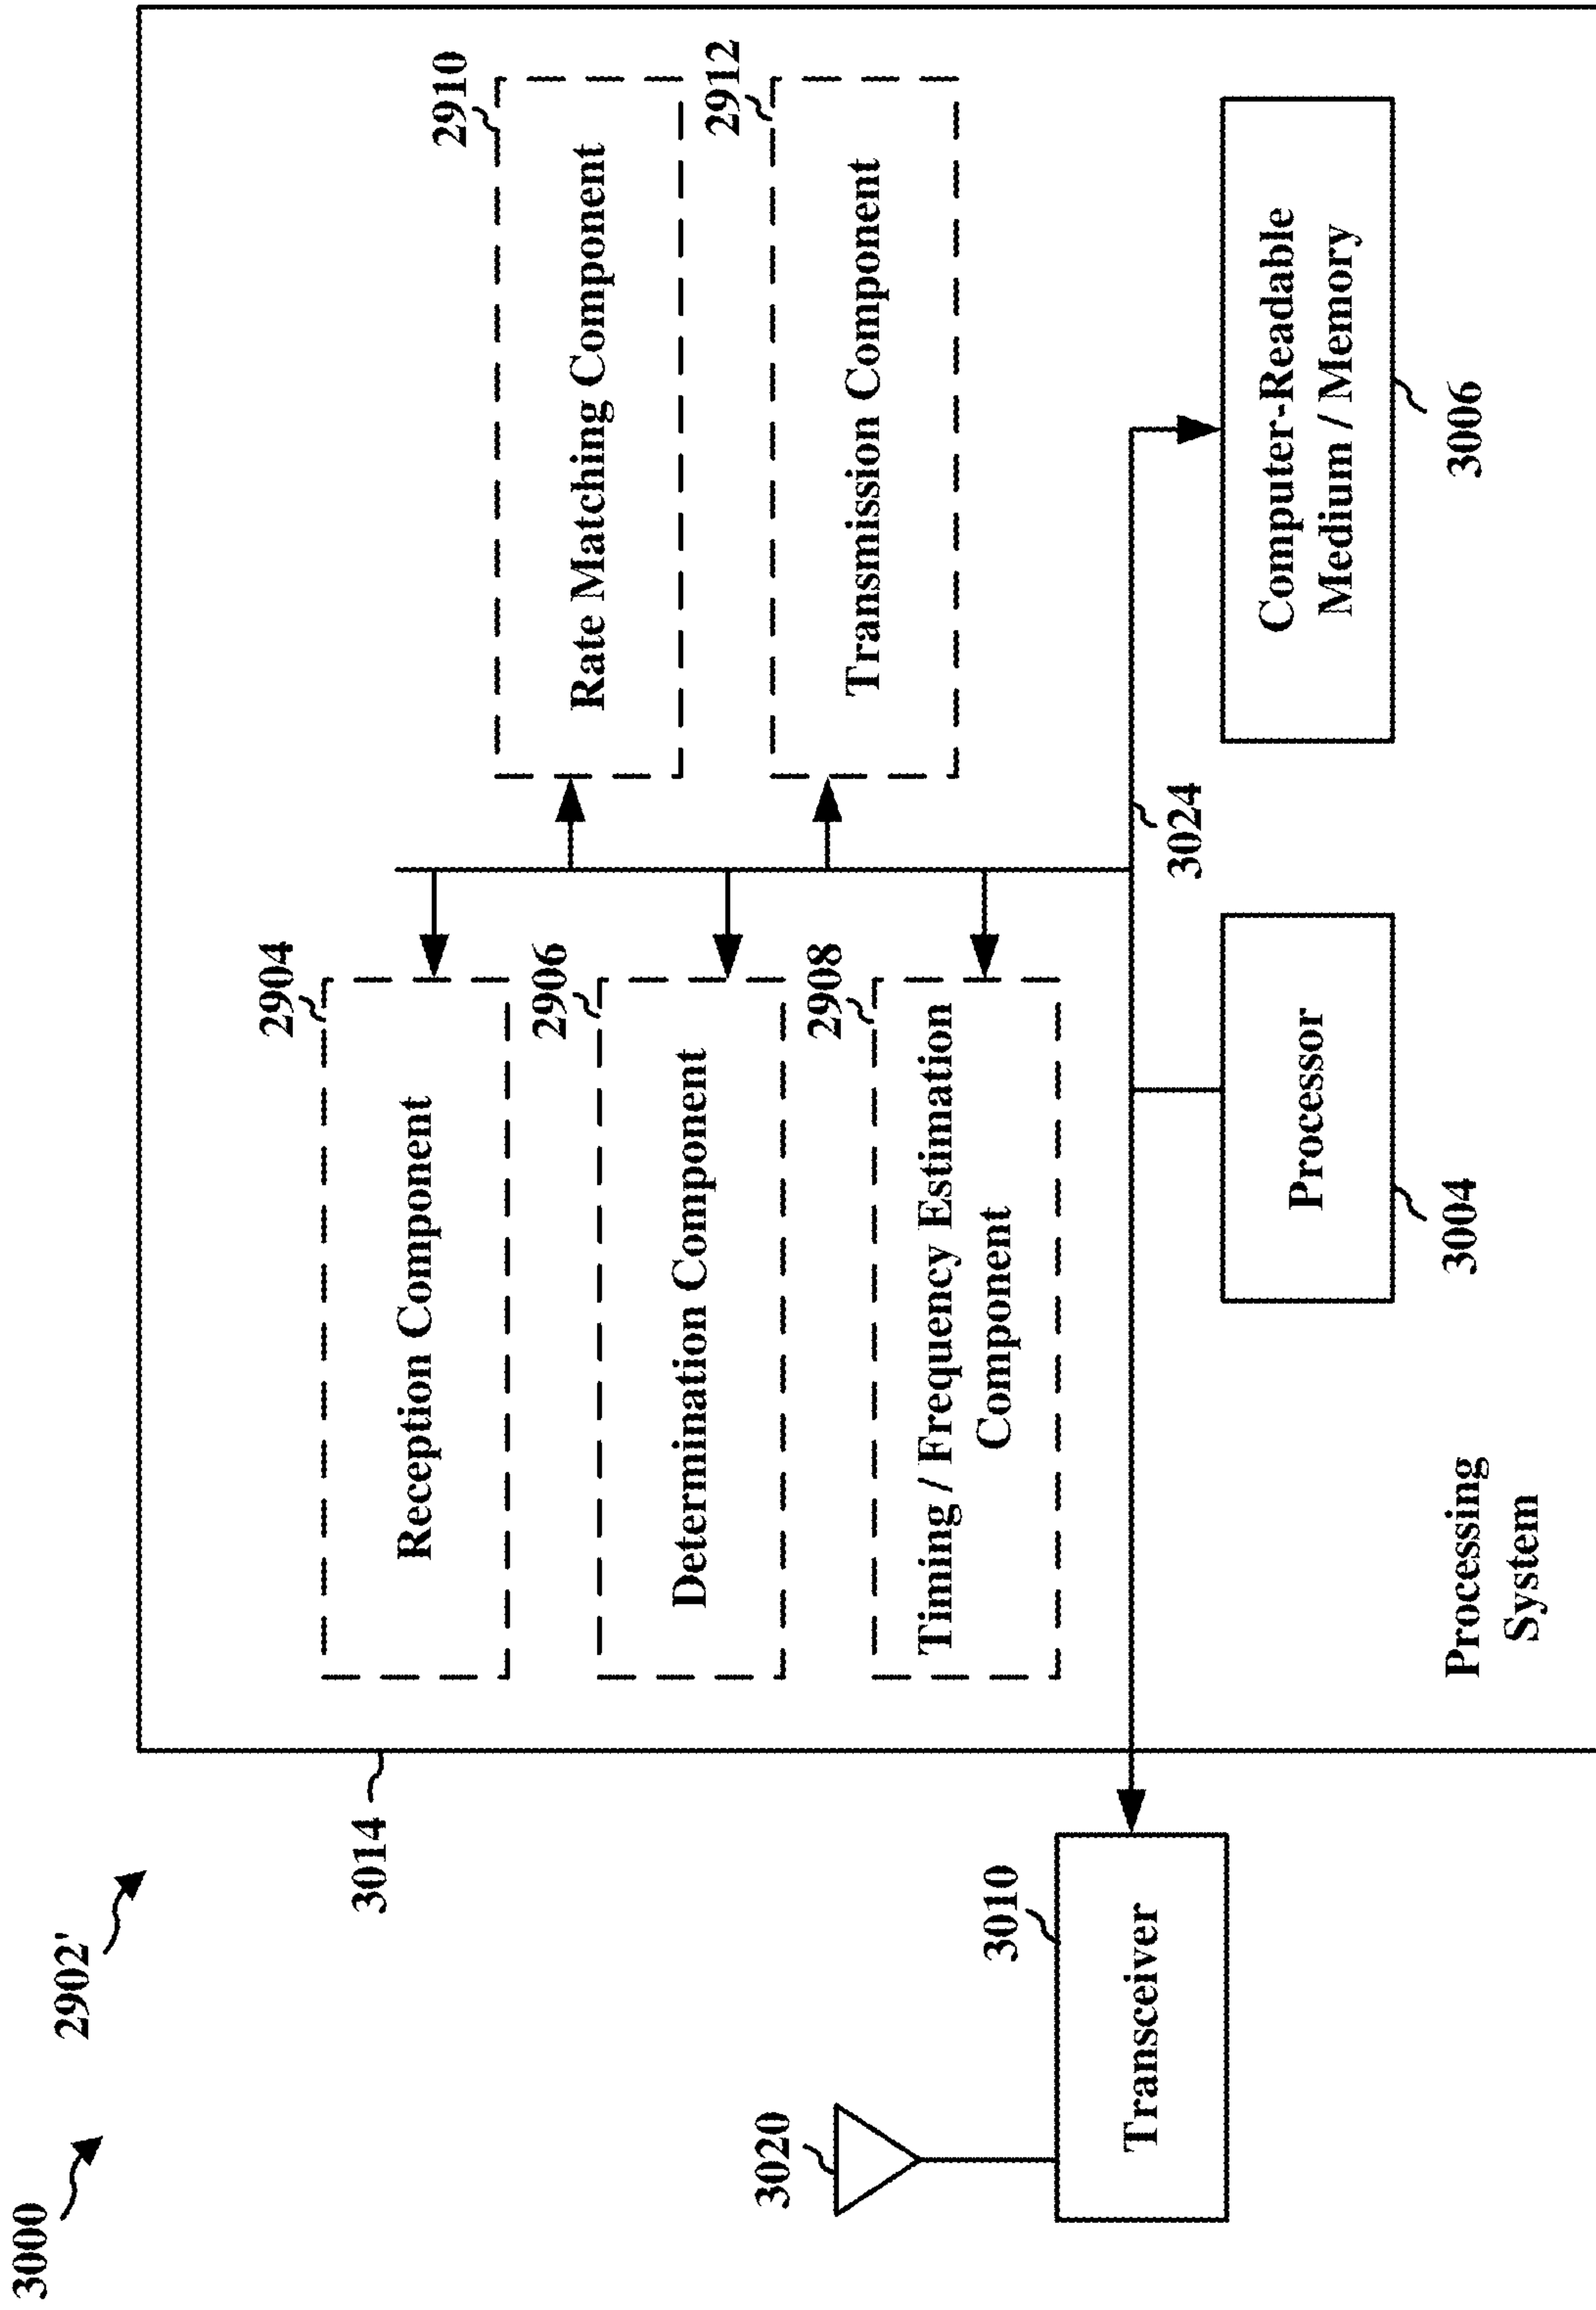 3000
2902'
3014
2904
Reception Component
2910
Rate Matching Component
2906
Determination Component
2912
Transmission Component
2908
Timing / Frequency Estimation
Component
3020
3010
Transceiver
3024
Processor
3004
Computer-Readable
Medium / Memory
3006
Processing
System